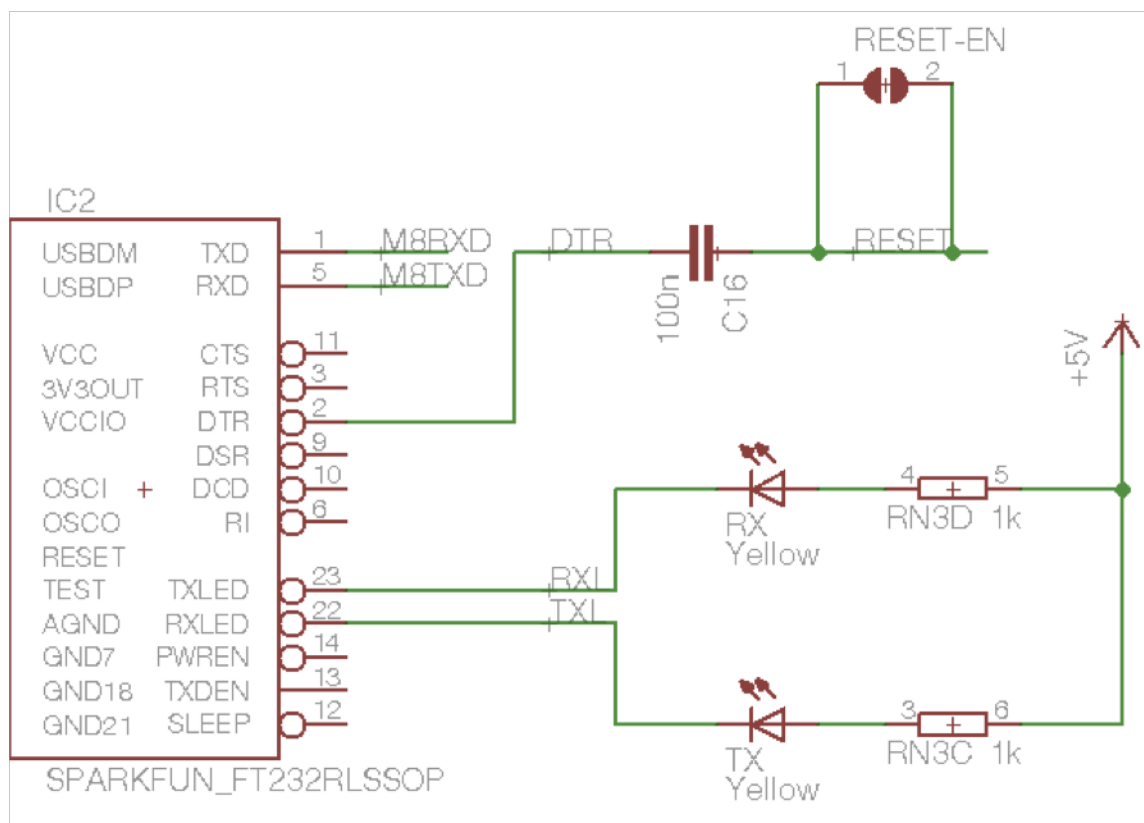 RESET-EN
1 2
IC2
USBDM TXD 1 M8RXD DTR RESET
USBDP RXD 5 M8TXD
100n C16
VCC CTS 11
+5V
3V3OUT RTS 3
VCCIO DTR 2
DSR 9
OSCI DCD 10 4 5
OSCO RI 6 RX RN3D 1k
Yellow
RESET
TEST TXLED 23 RXL
AGND RXLED 22 TXL
GND7 PWREN 14
GND18 TXDEN 13
GND21 SLEEP 12 3 6
TX RN3C 1k
SPARKFUN_FT232RLSSOP Yellow